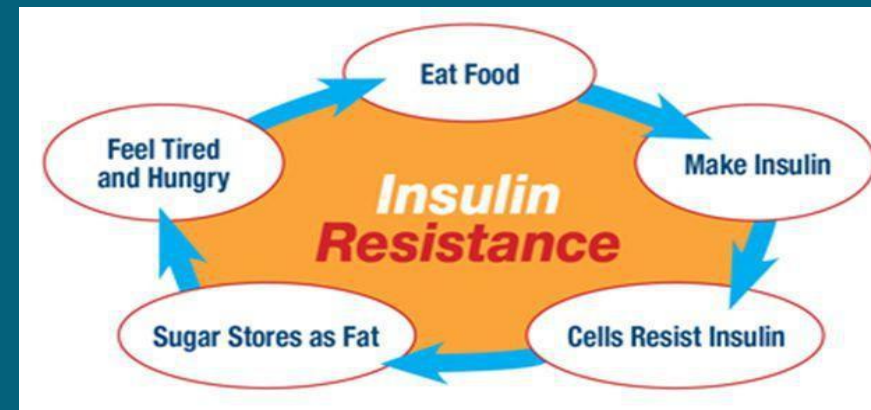 Eat Food
Make Insulin
Cells Resist Insulin
Sugar Stores as Fat
Feel Tired
and Hungry
Insulin
Resistance